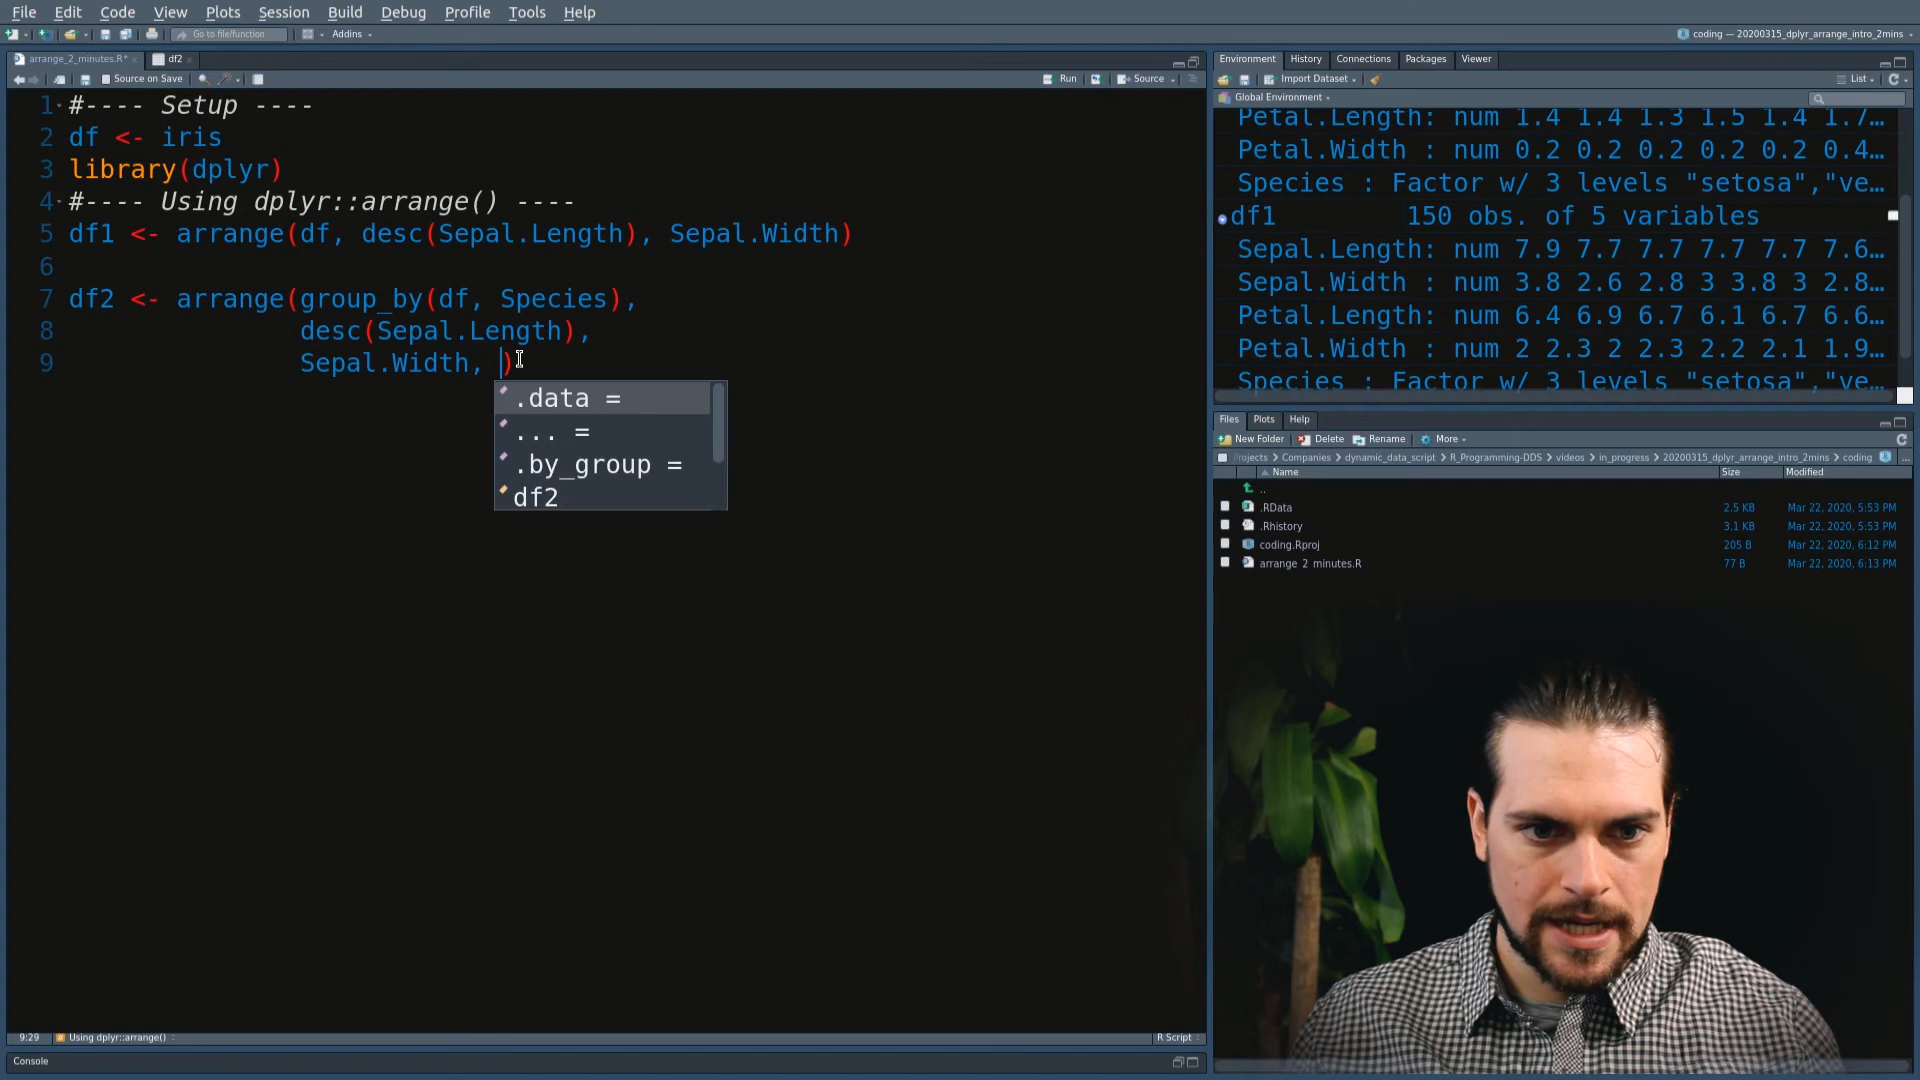 File Edit Code View Plots Session Build Debug Profile Tools Help
Go to file/function Addins coding — 20200315_dplyr_arrange_intro_2mins
arrange_2_minutes.R* df2
Source on Save Run Source
1 #---- Setup ----
2 df <- iris
3 library(dplyr)
4 #---- Using dplyr::arrange() ----
5 df1 <- arrange(df, desc(Sepal.Length), Sepal.Width)
6
7 df2 <- arrange(group_by(df, Species),
8 desc(Sepal.Length),
9 Sepal.Width, )
.data =
... =
.by_group =
df2
9:29 Using dplyr::arrange() R Script
Console
Environment History Connections Packages Viewer
Import Dataset List
Global Environment
Petal.Length: num 1.4 1.4 1.3 1.5 1.4 1.7…
Petal.Width : num 0.2 0.2 0.2 0.2 0.2 0.4…
Species : Factor w/ 3 levels "setosa","ve…
df1 150 obs. of 5 variables
Sepal.Length: num 7.9 7.7 7.7 7.7 7.7 7.6…
Sepal.Width : num 3.8 2.6 2.8 3 3.8 3 2.8…
Petal.Length: num 6.4 6.9 6.7 6.1 6.7 6.6…
Petal.Width : num 2 2.3 2 2.3 2.2 2.1 1.9…
Species : Factor w/ 3 levels "setosa","ve…
Files Plots Help
New Folder Delete Rename More
Projects Companies dynamic_data_script R_Programming-DDS videos in_progress 20200315_dplyr_arrange_intro_2mins coding ...
Name Size Modified
..
.RData 2.5 KB Mar 22, 2020, 5:53 PM
.Rhistory 3.1 KB Mar 22, 2020, 5:53 PM
coding.Rproj 205 B Mar 22, 2020, 6:12 PM
arrange_2_minutes.R 77 B Mar 22, 2020, 6:13 PM